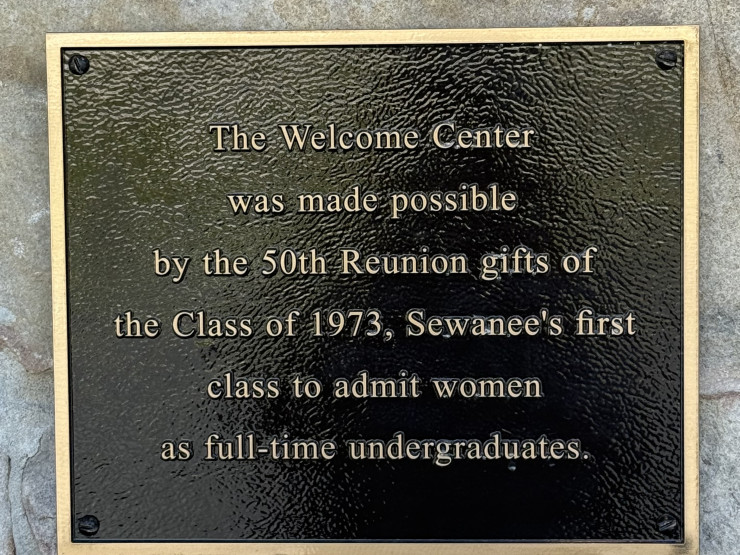 The Welcome Center
was made possible
by the 50th Reunion gifts of
the Class of 1973, Sewanee's first
class to admit women
as full-time undergraduates.